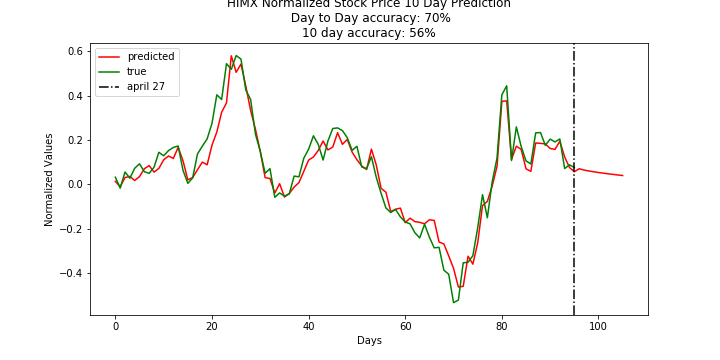 HIMX Normalized Stock Price 10 Day Prediction
Day to Day accuracy: 70%
10 day accuracy: 56%
predicted
true
april 27
Normalized Values
0.6
0.4
0.2
0.0
−0.2
−0.4
0
20
40
60
80
100
Days